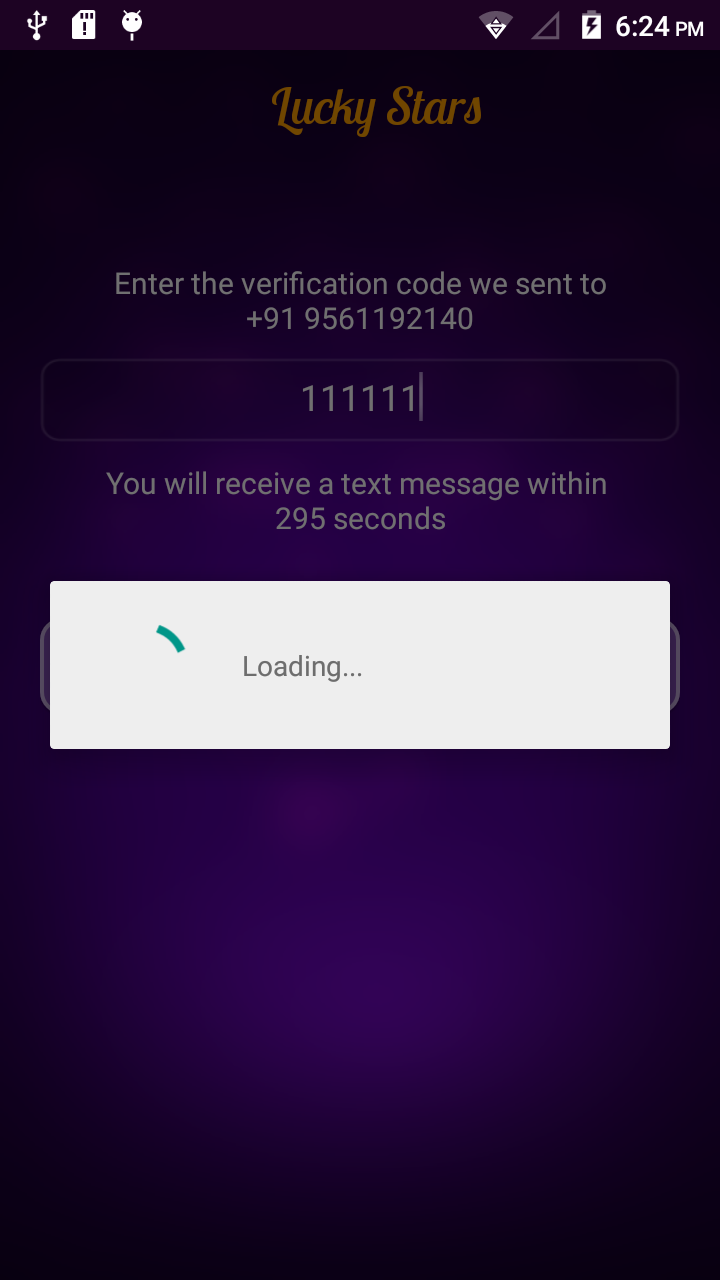 6:24 PM
Lucky Stars
Enter the verification code we sent to
+91 9561192140
111111
You will receive a text message within
295 seconds
Loading...